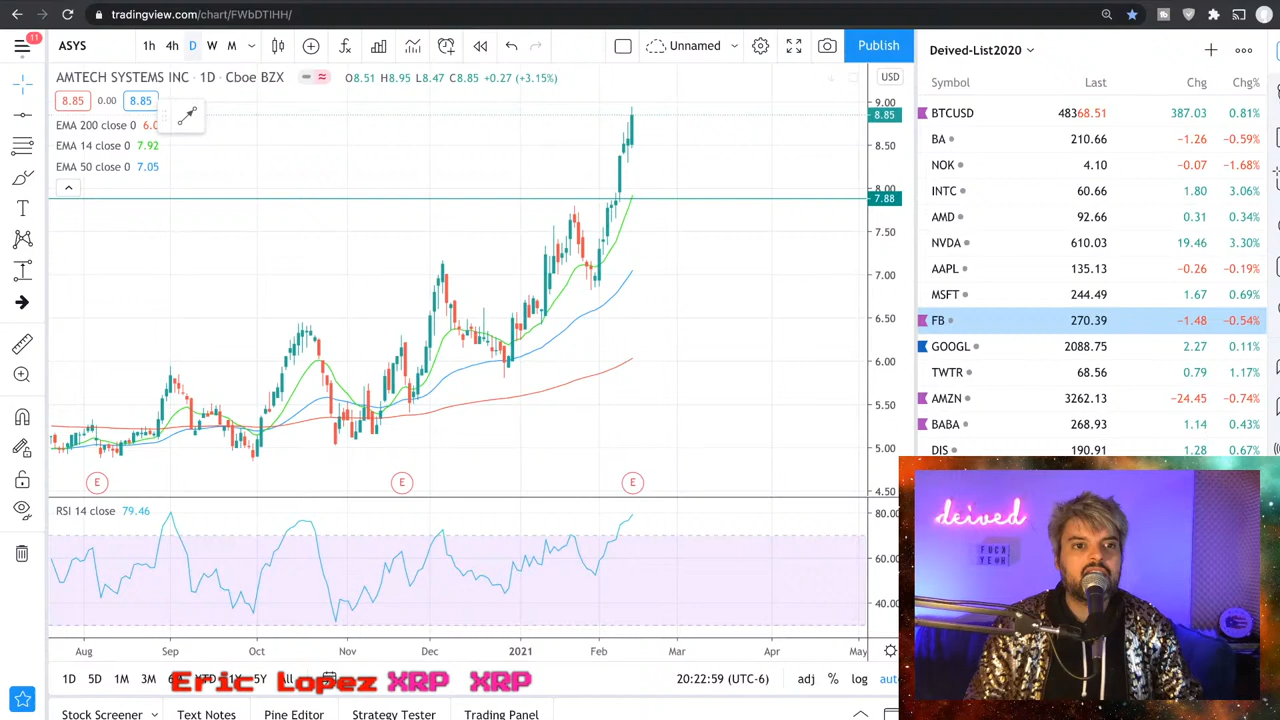 tradingview.com/chart/FWbDTIHH/
11
ASYS
1h 4h D W M
Unnamed
Publish
AMTECH SYSTEMS INC · 1D · Cboe BZX
O8.51 H8.95 L8.47 C8.85 +0.27 (+3.15%)
USD
8.85 0.00 8.85
EMA 200 close 0 6.0
EMA 14 close 0 7.92
EMA 50 close 0 7.05
9.00
8.85
8.50
8.00
7.88
7.50
7.00
6.50
6.00
5.50
5.00
4.50
E E E
RSI 14 close 79.46
80.00
60.00
40.00
Aug Sep Oct Nov Dec 2021 Feb Mar Apr May
1D 5D 1M 3M 5Y
20:22:59 (UTC-6)
adj % log auto
Eric Lopez XRP XRP
Stock Screener Text Notes Pine Editor Strategy Tester Trading Panel
Deived-List2020
Symbol Last Chg Chg%
BTCUSD 48368.51 387.03 0.81%
BA 210.66 −1.26 −0.59%
NOK 4.10 −0.07 −1.68%
INTC 60.66 1.80 3.06%
AMD 92.66 0.31 0.34%
NVDA 610.03 19.46 3.30%
AAPL 135.13 −0.26 −0.19%
MSFT 244.49 1.67 0.69%
FB 270.39 −1.48 −0.54%
GOOGL 2088.75 2.27 0.11%
TWTR 68.56 0.79 1.17%
AMZN 3262.13 −24.45 −0.74%
BABA 268.93 1.14 0.43%
DIS 190.91 1.28 0.67%
deived
FUCK
YEAH